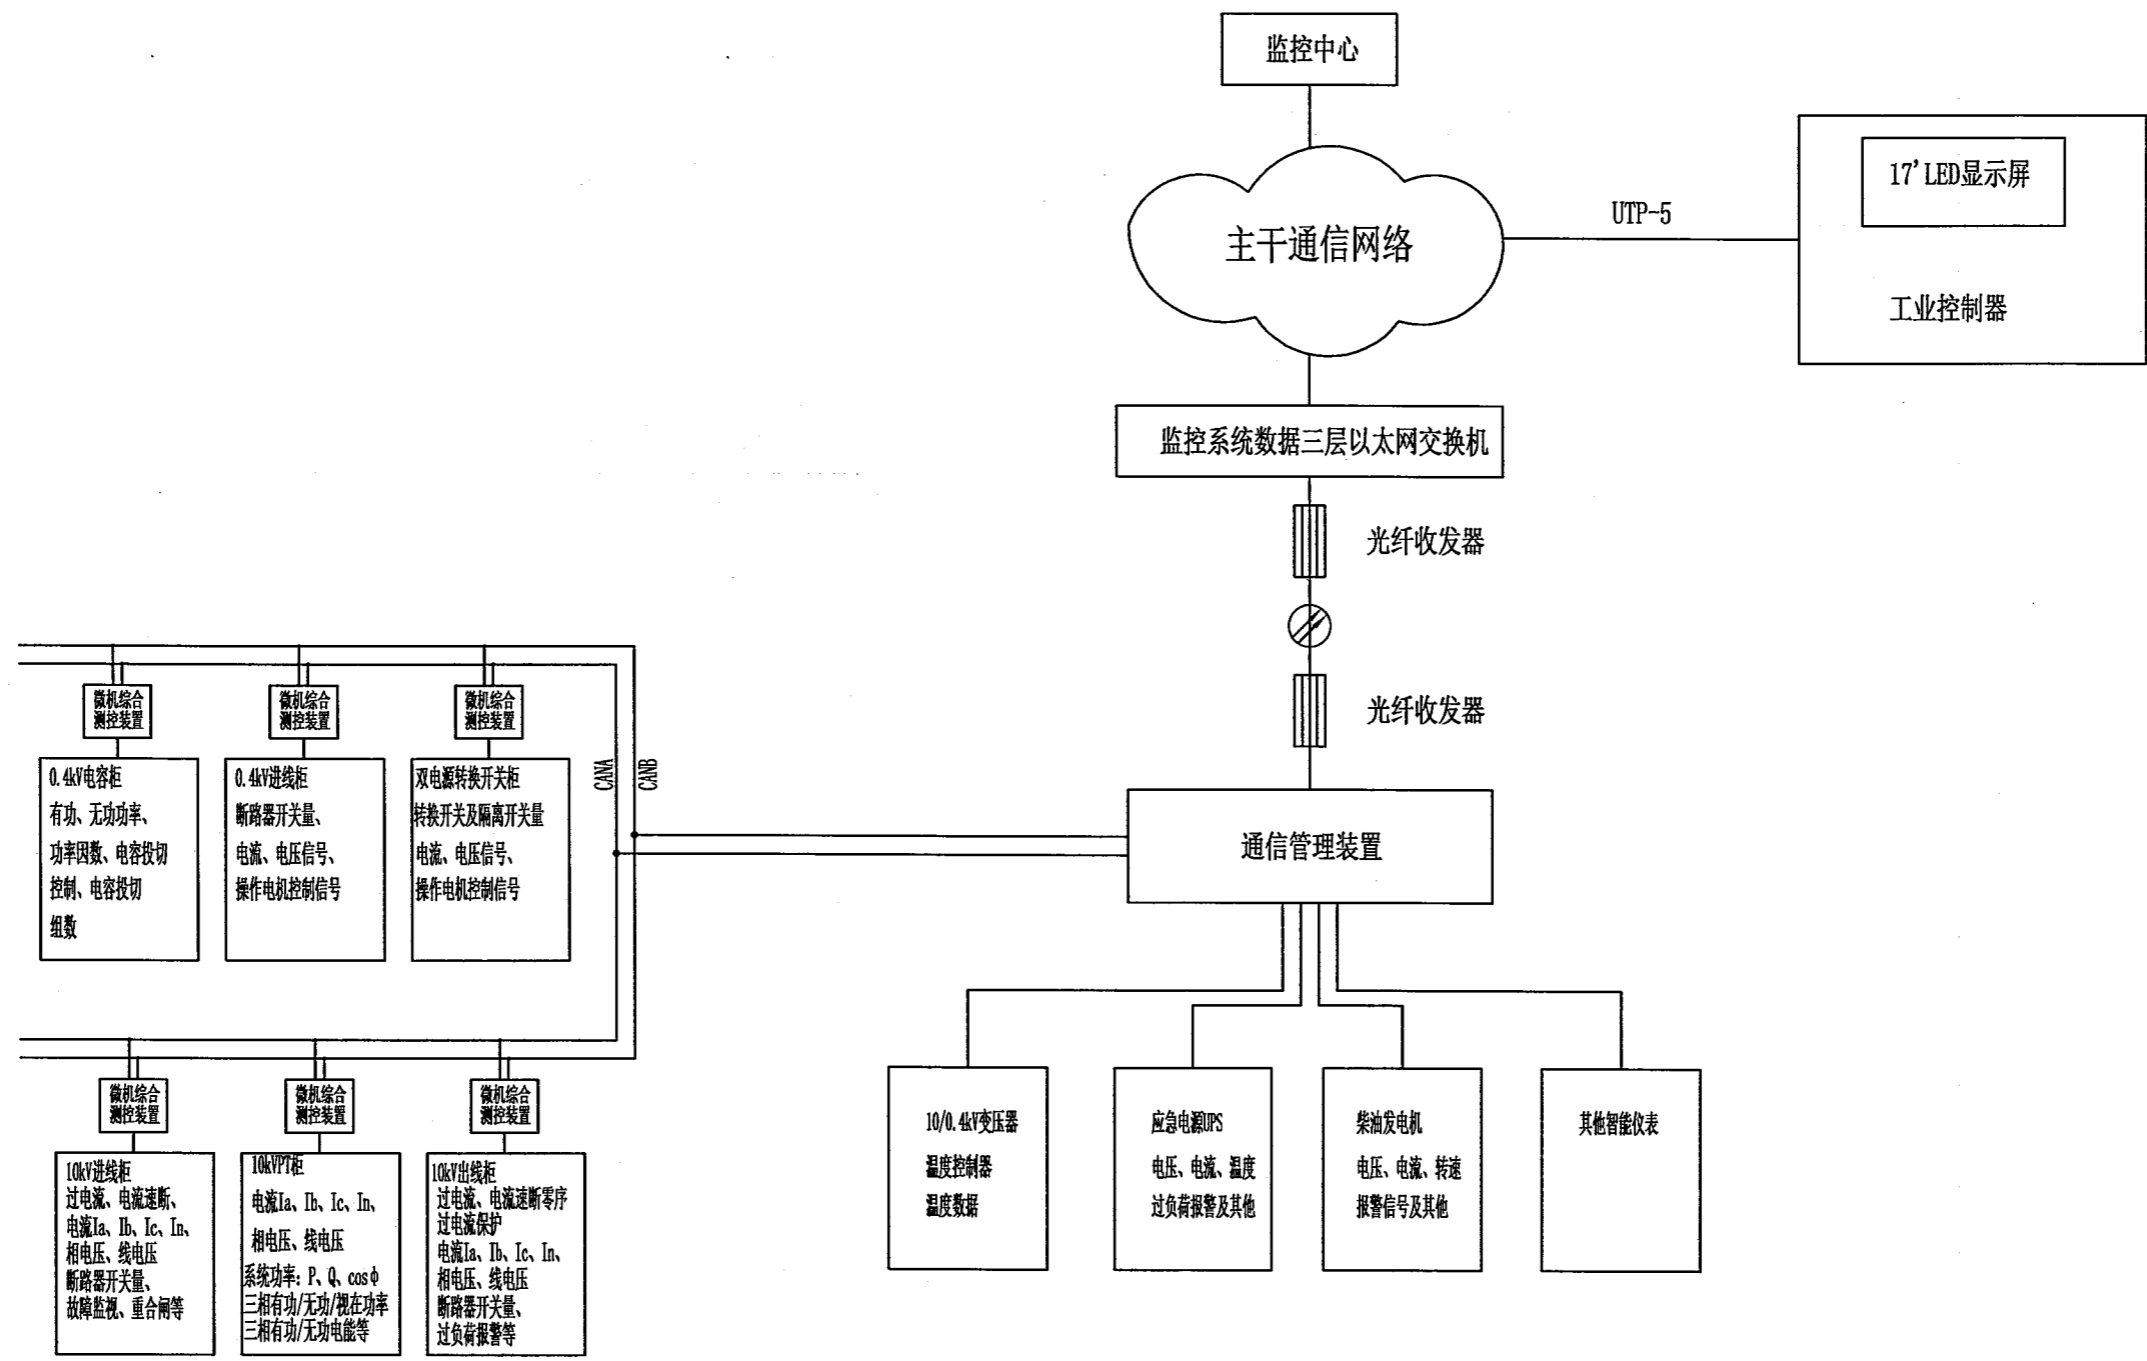 监控中心
17'LED显示屏
UTP-5
主干通信网络
工业控制器
监控系统数据三层以太网交换机
光纤收发器
光纤收发器
微机综合
测控装置
微机综合
测控装置
微机综合
测控装置
0.4kV电容柜
有功、无功功率、
功率因数、电容投切
控制、电容投切
组数
0.4kV进线柜
断路器开关量、
电流、电压信号、
操作电机控制信号
双电源转换开关柜
转换开关及隔离开关量
电流、电压信号、
操作电机控制信号
CANA
CANB
通信管理装置
微机综合
测控装置
微机综合
测控装置
微机综合
测控装置
10kV进线柜
过电流、电流速断、
电流Ia、Ib、Ic、In、
相电压、线电压
断路器开关量、
故障监视、重合闸等
10kVPT柜
电流Ia、Ib、Ic、In、
相电压、线电压
系统功率: P、Q、cosφ
三相有功/无功/视在功率
三相有功/无功电能等
10kV出线柜
过电流、电流速断零序
过电流保护
电流Ia、Ib、Ic、In、
相电压、线电压
断路器开关量、
过负荷报警等
10/0.4kV变压器
温度控制器
温度数据
应急电源UPS
电压、电流、温度
过负荷报警及其他
柴油发电机
电压、电流、转速
报警信号及其他
其他智能仪表